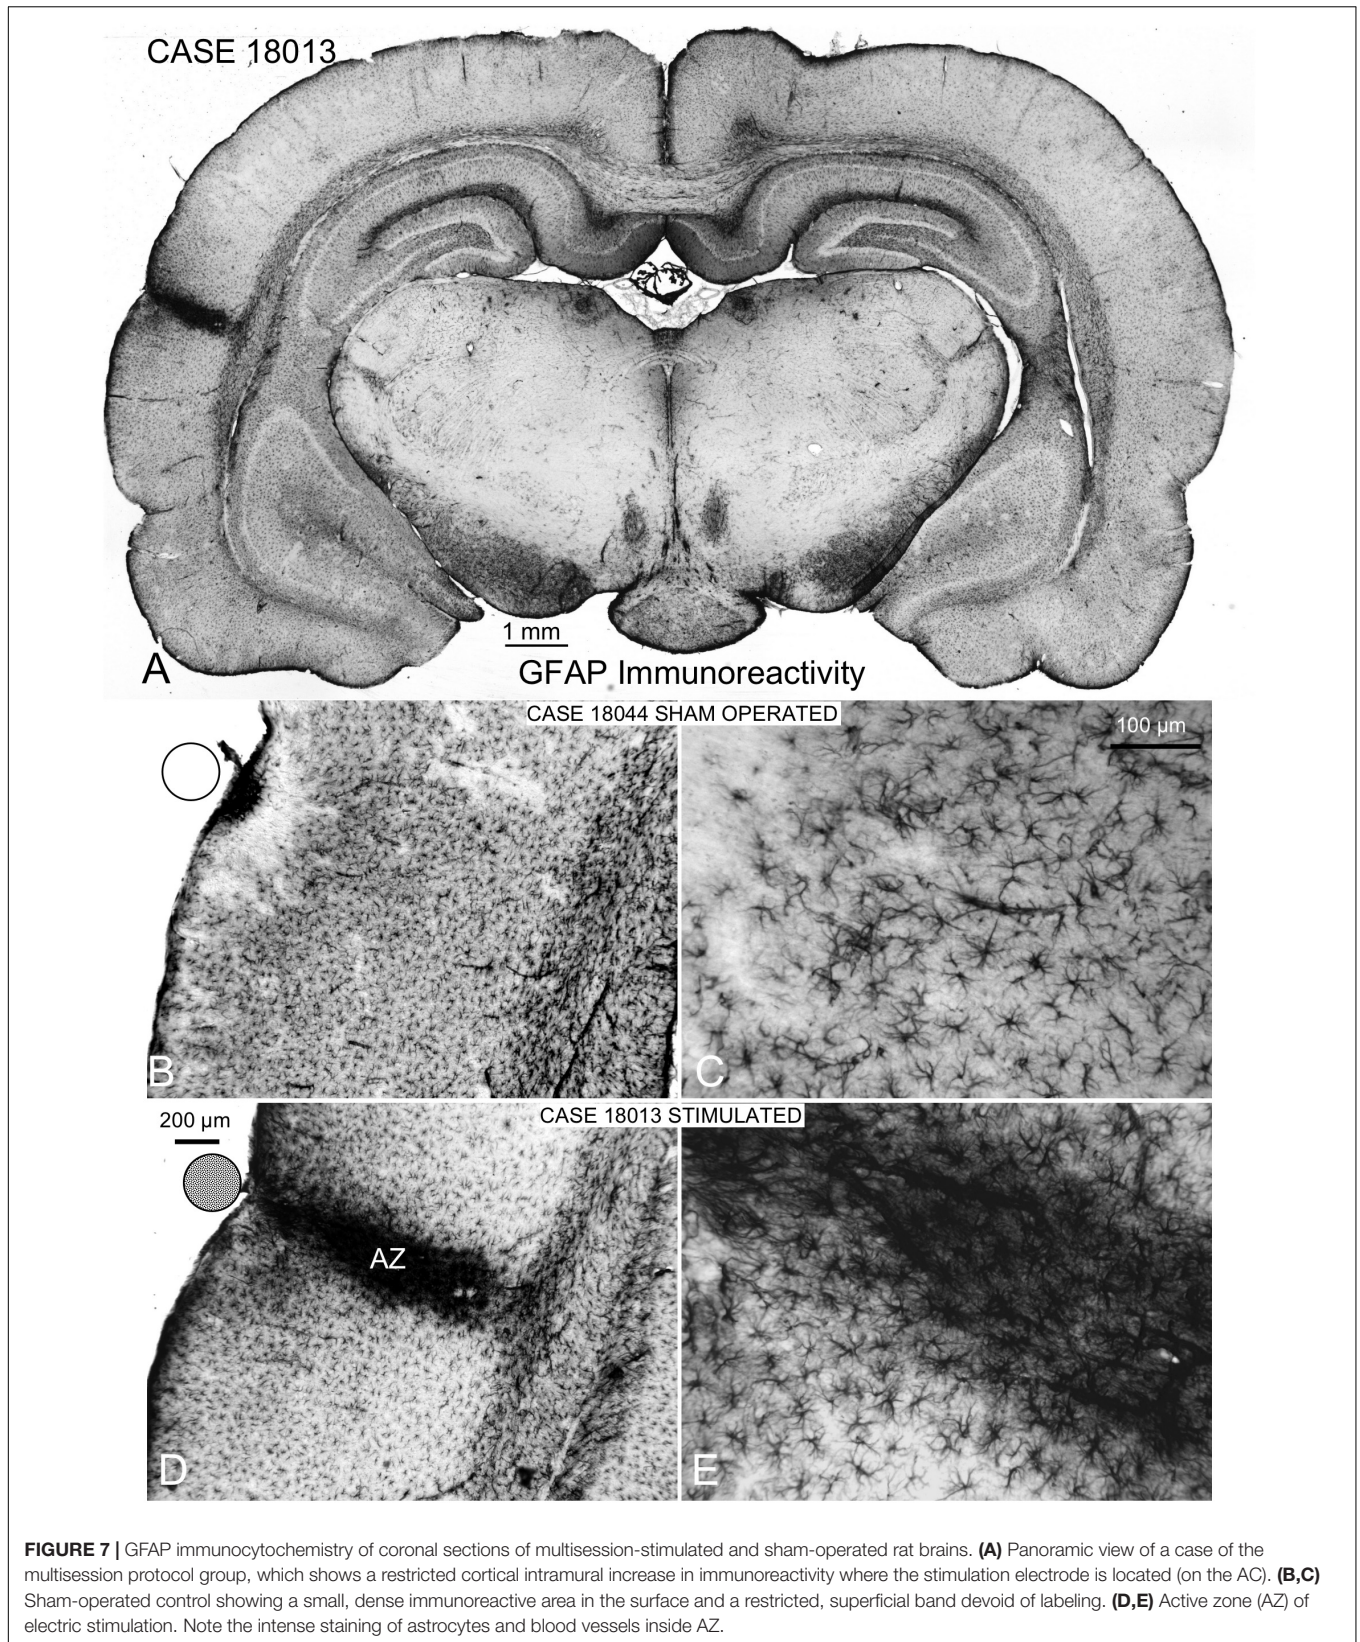 CASE 18013
1 mm
A
GFAP Immunoreactivity
CASE 18044 SHAM OPERATED
100 µm
B
C
CASE 18013 STIMULATED
200 µm
AZ
D
E
FIGURE 7 | GFAP immunocytochemistry of coronal sections of multisession-stimulated and sham-operated rat brains. (A) Panoramic view of a case of the
multisession protocol group, which shows a restricted cortical intramural increase in immunoreactivity where the stimulation electrode is located (on the AC). (B,C)
Sham-operated control showing a small, dense immunoreactive area in the surface and a restricted, superficial band devoid of labeling. (D,E) Active zone (AZ) of
electric stimulation. Note the intense staining of astrocytes and blood vessels inside AZ.